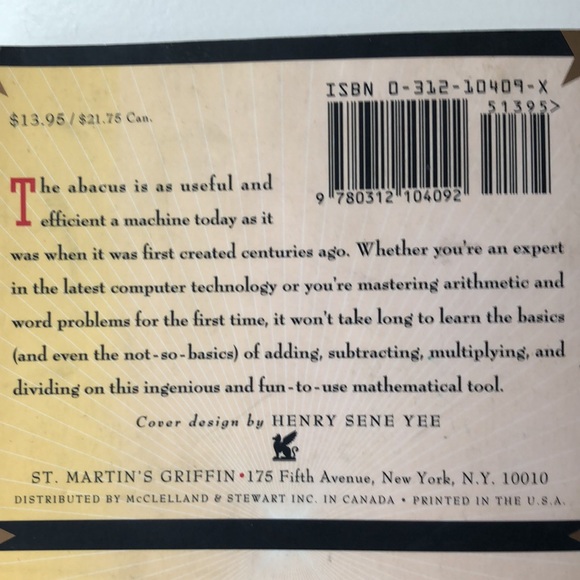 ISBN 0-312-10409-X
51395>
$13.95 / $21.75 Can.
9 780312 104092
The abacus is as useful and
efficient a machine today as it
was when it was first created centuries ago. Whether you're an expert
in the latest computer technology or you're mastering arithmetic and
word problems for the first time, it won't take long to learn the basics
(and even the not-so-basics) of adding, subtracting, multiplying, and
dividing on this ingenious and fun-to-use mathematical tool.
Cover design by HENRY SENE YEE
ST. MARTIN'S GRIFFIN • 175 Fifth Avenue, New York, N.Y. 10010
DISTRIBUTED BY McCLELLAND & STEWART INC. IN CANADA • PRINTED IN THE U.S.A.